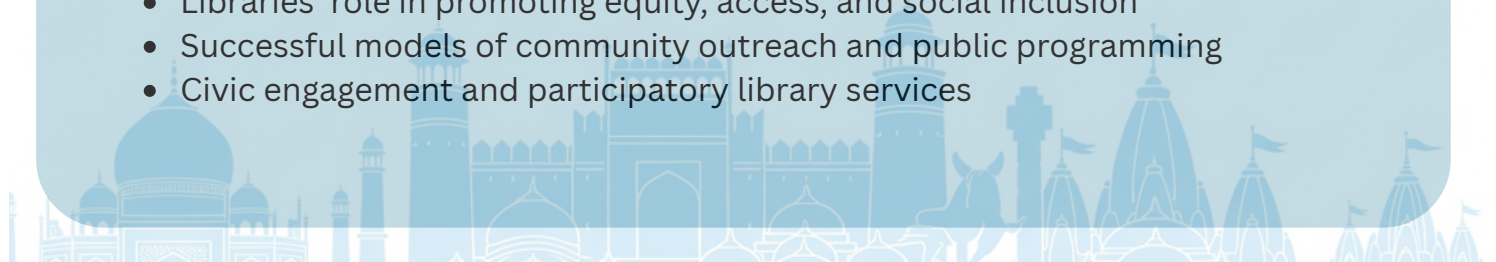 • Libraries' role in promoting equity, access, and social inclusion
• Successful models of community outreach and public programming
• Civic engagement and participatory library services